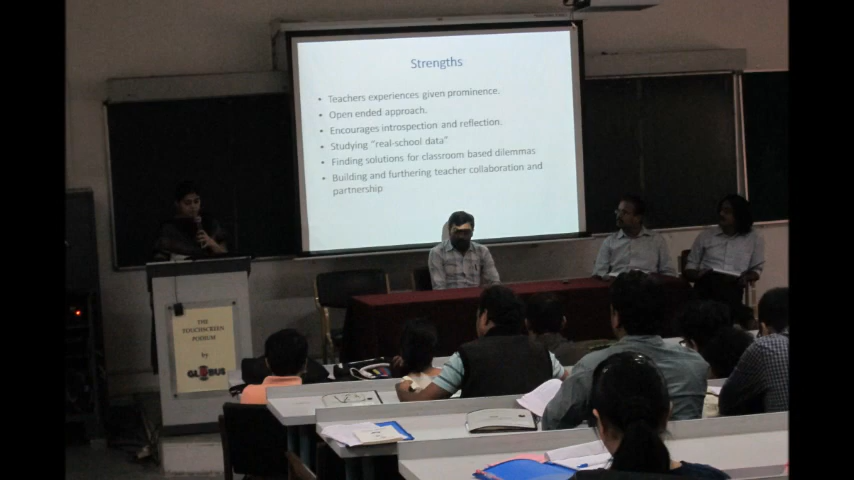 Strengths
• Teachers experiences given prominence.
• Open ended approach.
• Encourages introspection and reflection.
• Studying "real-school data"
• Finding solutions for classroom based dilemmas
• Building and furthering teacher collaboration and
partnership
THE
TOUCHSCREEN
PODIUM
by
GLOBUS